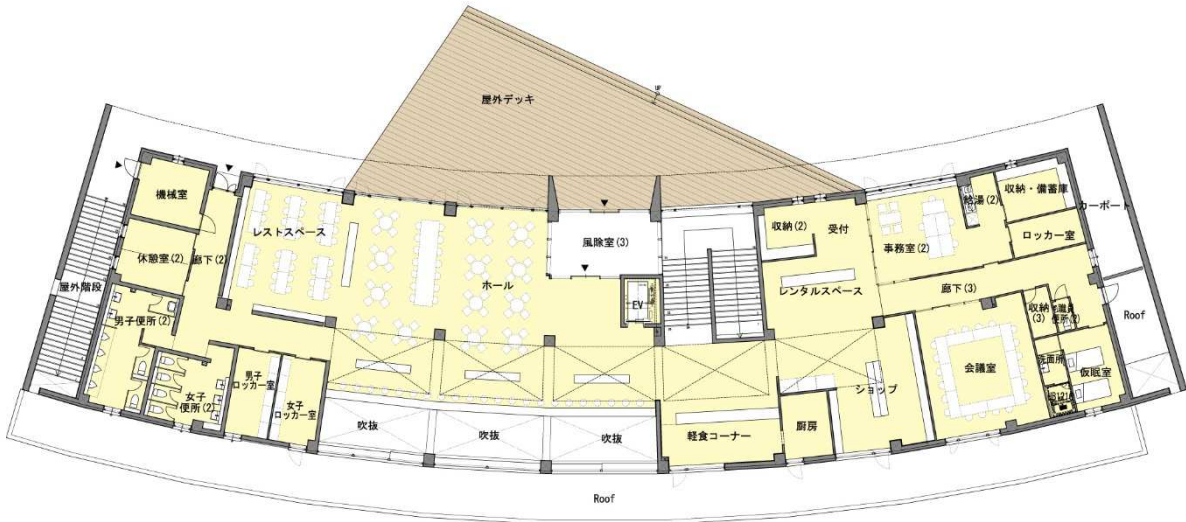 屋外デッキ
UP
機械室
収納(2)
受付
給湯(2)
収納・備蓄庫
カーポート
レストスペース
風除室(3)
事務室(2)
ロッカー室
休憩室(2)
廊下(2)
ホール
屋外階段
EV
レンタルスペース
廊下(3)
男子便所(2)
収納
(3)
便所(2)
Roof
会議室
洗面所
仮眠室
男子
ロッカー室
女子
便所(2)
女子
ロッカー室
ショップ
吹抜
吹抜
吹抜
軽食コーナー
厨房
Roof